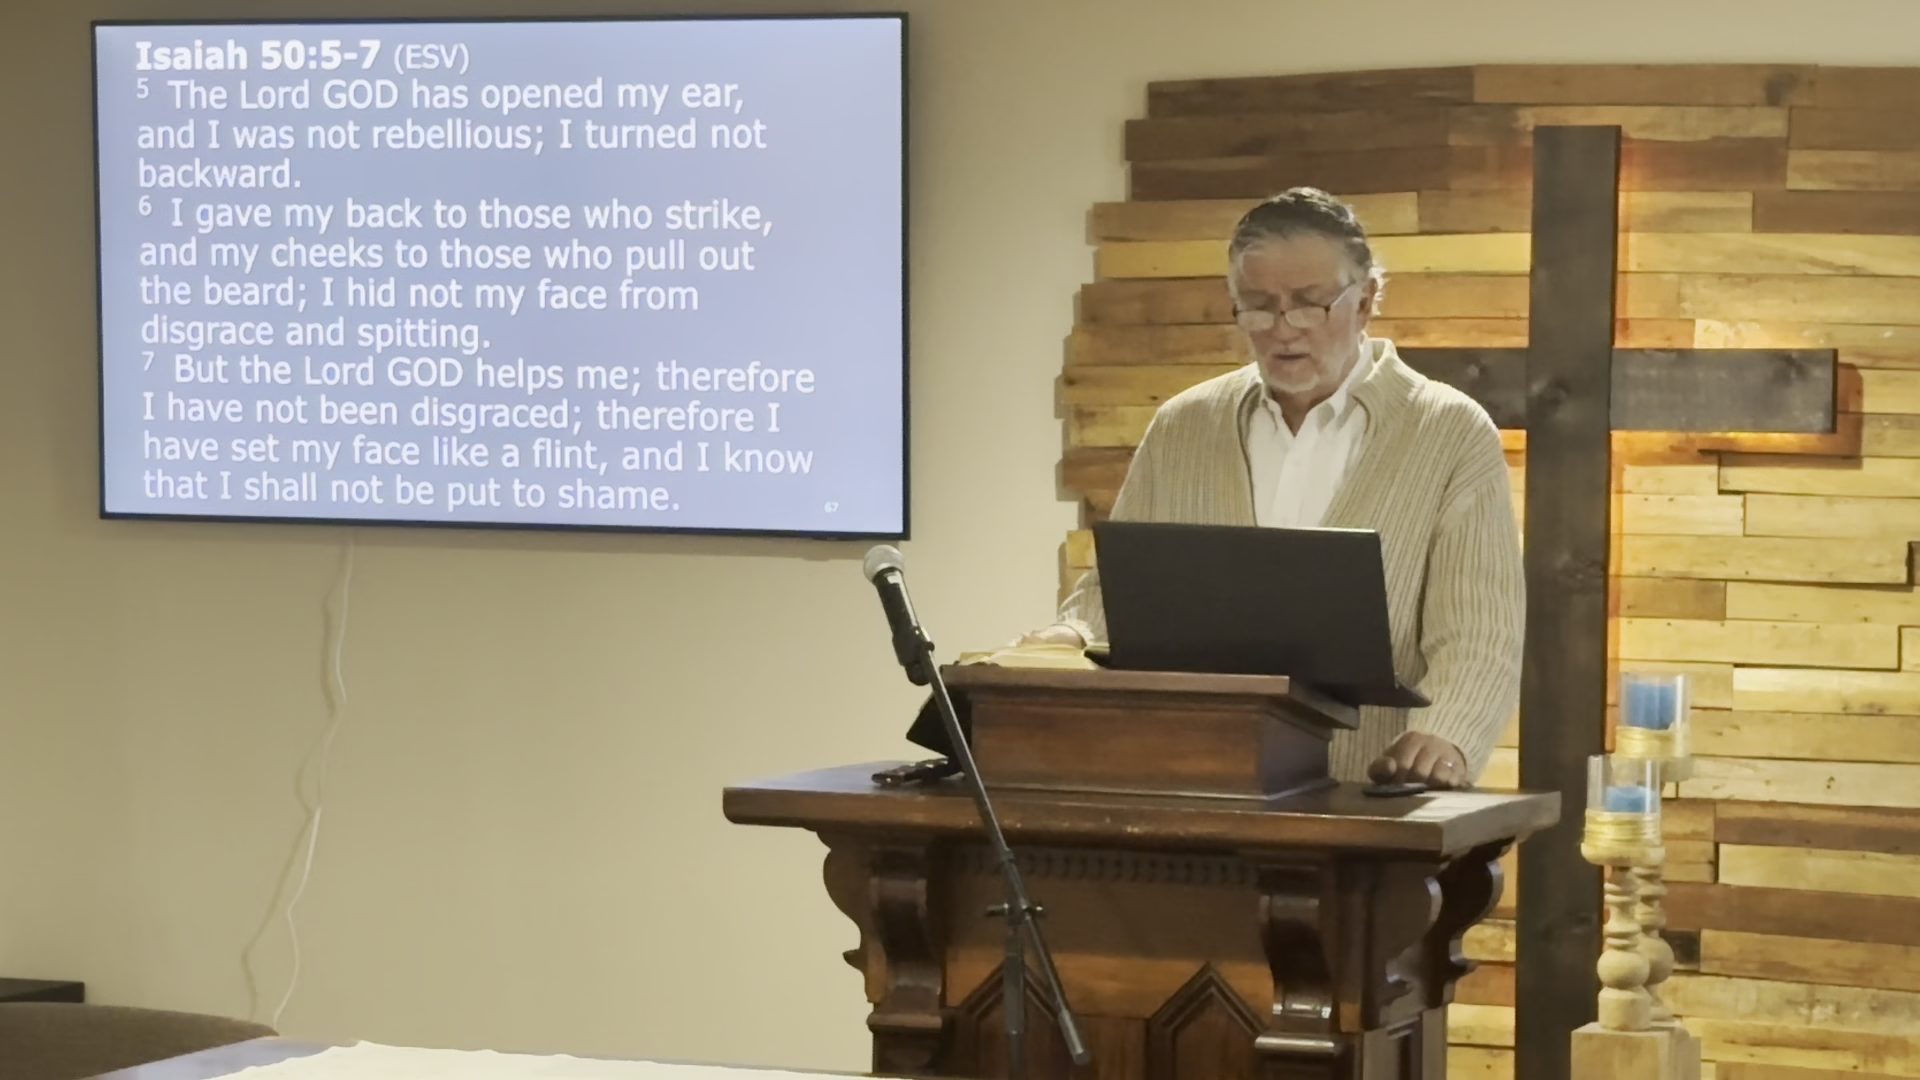 Isaiah 50:5-7 (ESV)
5 The Lord GOD has opened my ear,
and I was not rebellious; I turned not
backward.
6 I gave my back to those who strike,
and my cheeks to those who pull out
the beard; I hid not my face from
disgrace and spitting.
7 But the Lord GOD helps me; therefore
I have not been disgraced; therefore I
have set my face like a flint, and I know
that I shall not be put to shame.
67